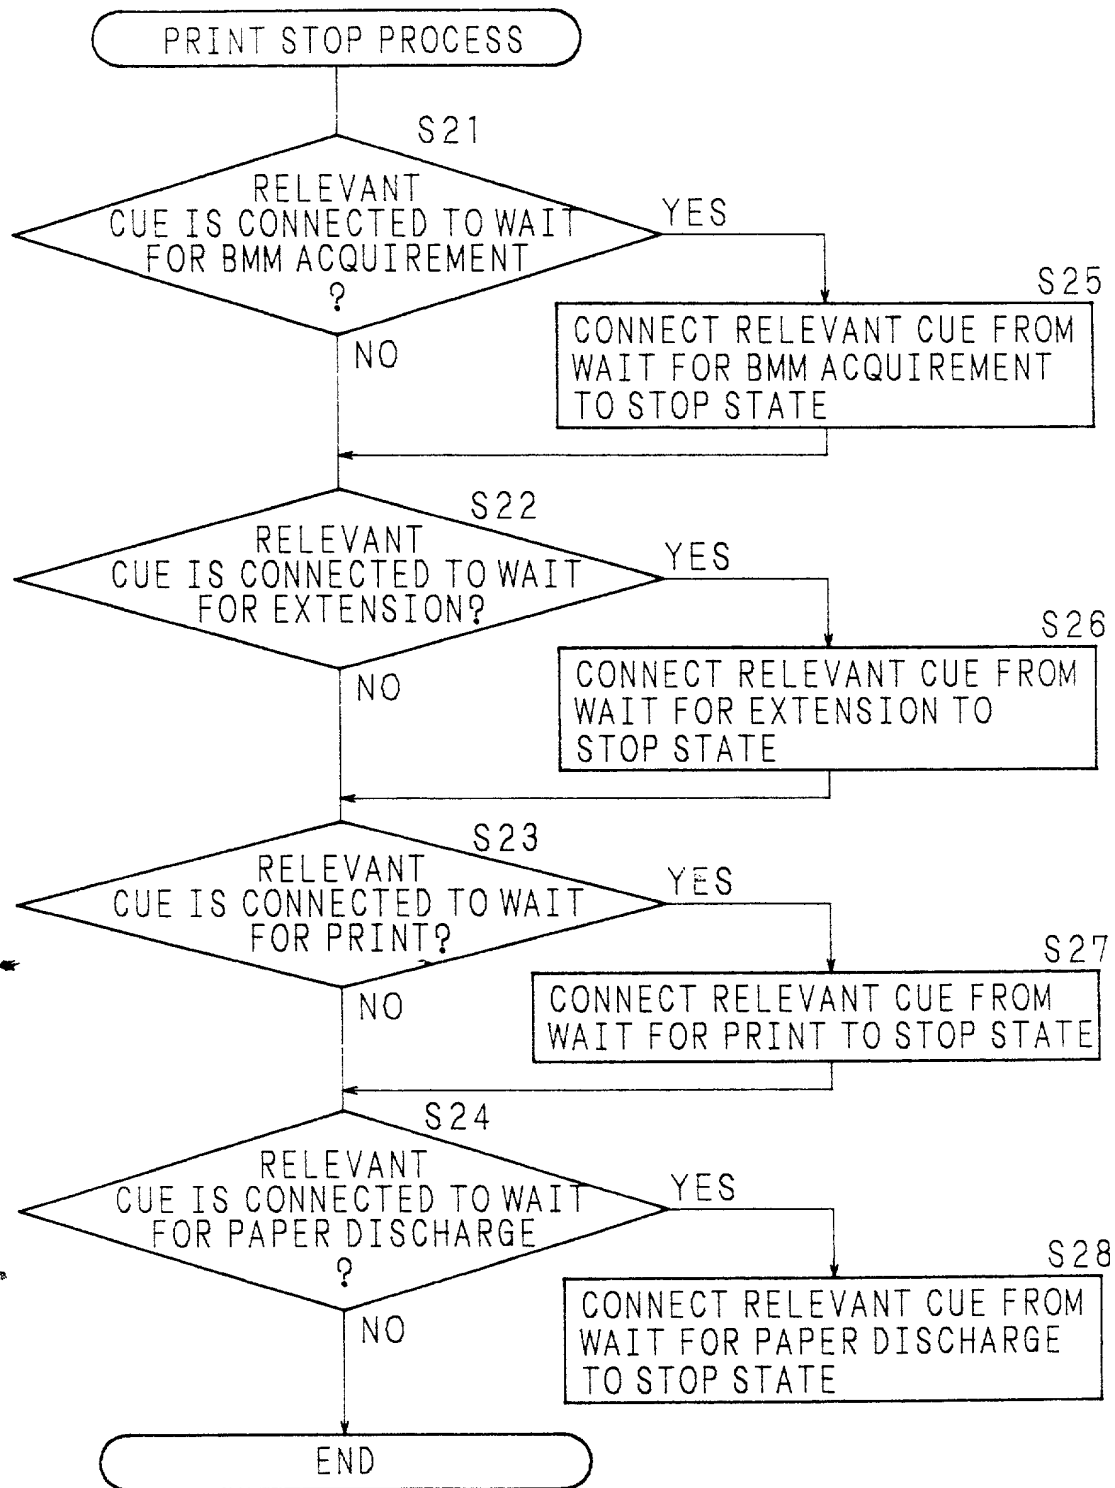 PRINT STOP PROCESS
S21
RELEVANT
CUE IS CONNECTED TO WAIT
FOR BMM ACQUIREMENT
?
YES
NO
S25
CONNECT RELEVANT CUE FROM
WAIT FOR BMM ACQUIREMENT
TO STOP STATE
S22
RELEVANT
CUE IS CONNECTED TO WAIT
FOR EXTENSION?
YES
NO
S26
CONNECT RELEVANT CUE FROM
WAIT FOR EXTENSION TO
STOP STATE
S23
RELEVANT
CUE IS CONNECTED TO WAIT
FOR PRINT?
YES
NO
S27
CONNECT RELEVANT CUE FROM
WAIT FOR PRINT TO STOP STATE
S24
RELEVANT
CUE IS CONNECTED TO WAIT
FOR PAPER DISCHARGE
?
YES
NO
S28
CONNECT RELEVANT CUE FROM
WAIT FOR PAPER DISCHARGE
TO STOP STATE
END